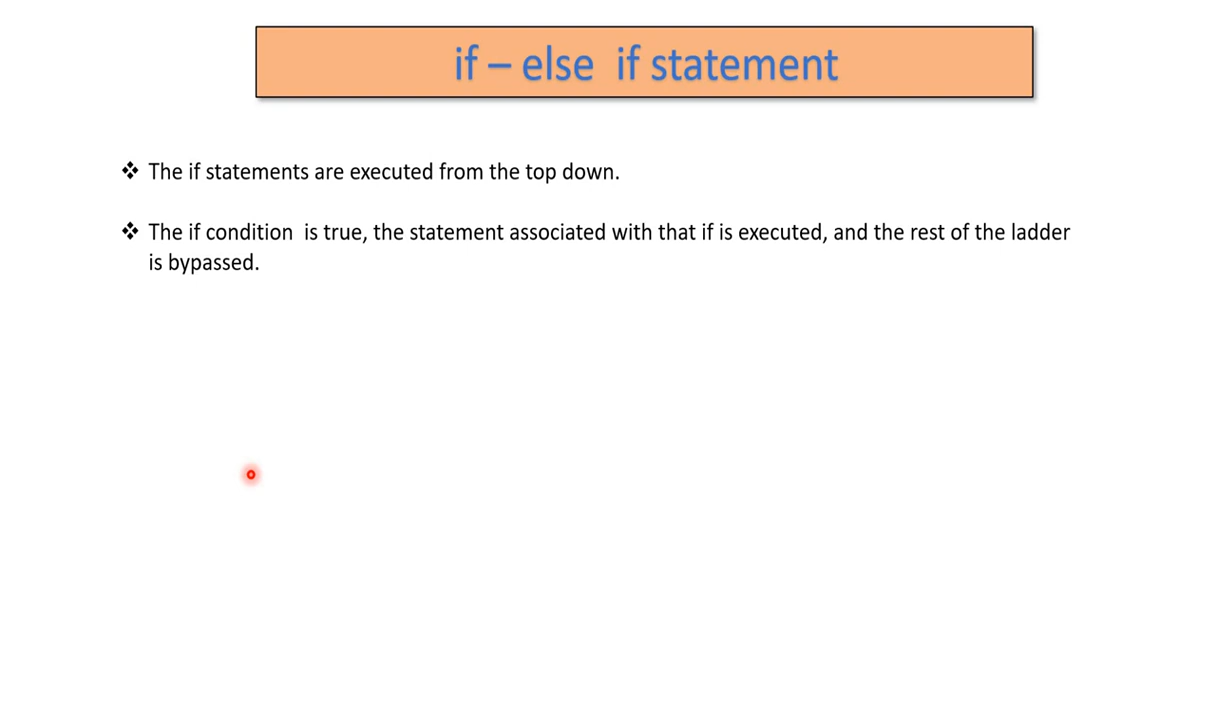 if – else if statement
❖ The if statements are executed from the top down.
❖ The if condition is true, the statement associated with that if is executed, and the rest of the ladder
is bypassed.